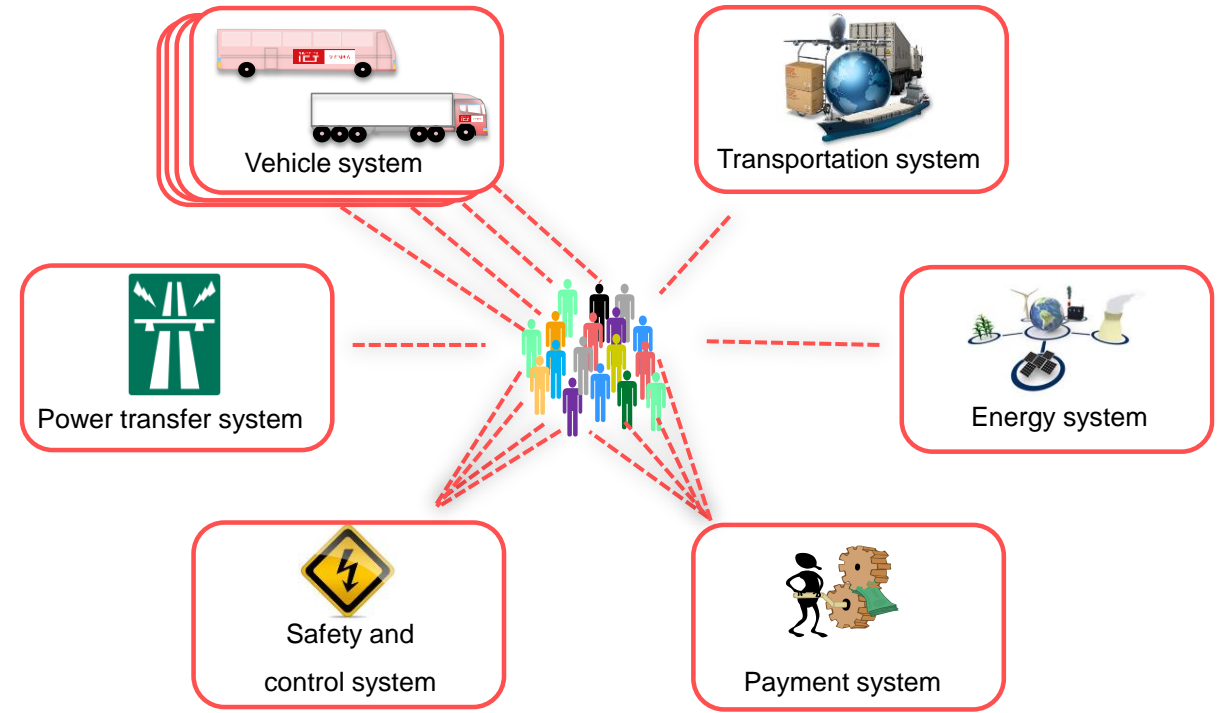 Vehicle system
Transportation system
Power transfer system
Energy system
Safety and
control system
Payment system